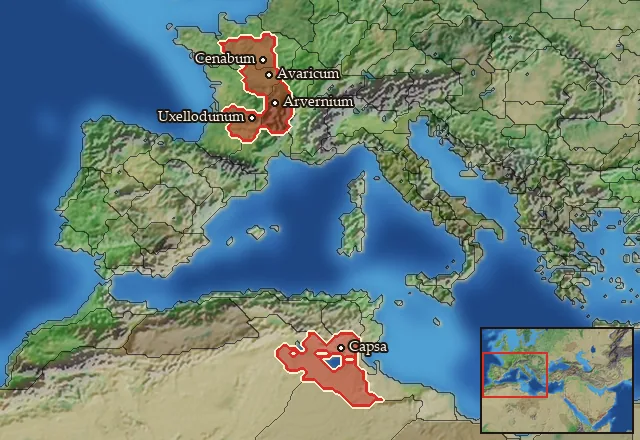 Cenabum
Avaricum
Arvernium
Uxellodunum
Capsa